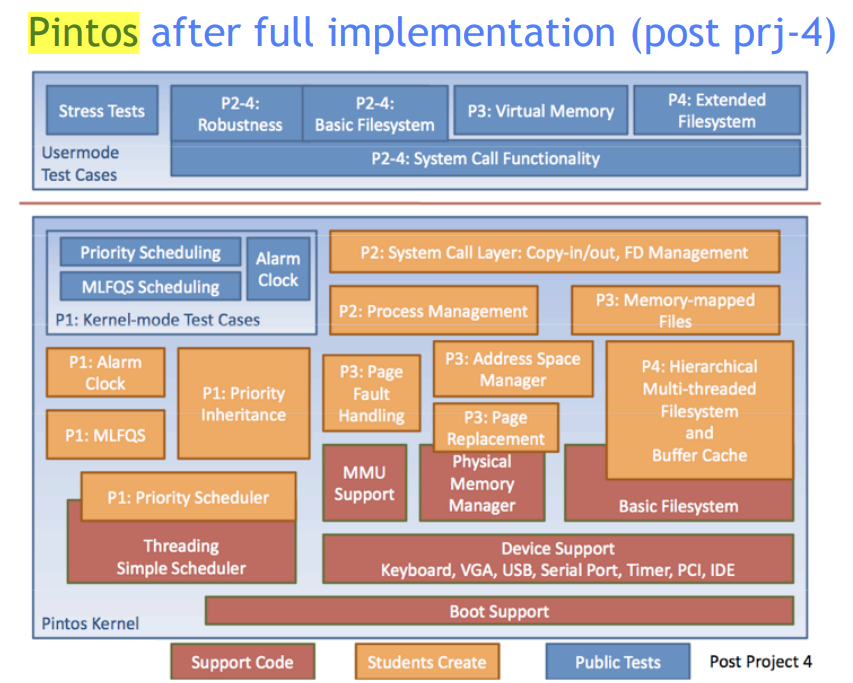 Pintos after full implementation (post prj-4)
Stress Tests
P2-4:
Robustness
P2-4:
Basic Filesystem
P3: Virtual Memory
P4: Extended
Filesystem
Usermode
Test Cases
P2-4: System Call Functionality
Priority Scheduling
MLFQS Scheduling
Alarm
Clock
P1: Kernel-mode Test Cases
P2: System Call Layer: Copy-in/out, FD Management
P2: Process Management
P3: Memory-mapped
Files
P1: Alarm
Clock
P1: Priority
Inheritance
P3: Page
Fault
Handling
P3: Address Space
Manager
P4: Hierarchical
Multi-threaded
Filesystem
and
Buffer Cache
P1: MLFQS
P3: Page
Replacement
P1: Priority Scheduler
MMU
Support
Physical
Memory
Manager
Basic Filesystem
Threading
Simple Scheduler
Device Support
Keyboard, VGA, USB, Serial Port, Timer, PCI, IDE
Boot Support
Pintos Kernel
Support Code
Students Create
Public Tests
Post Project 4